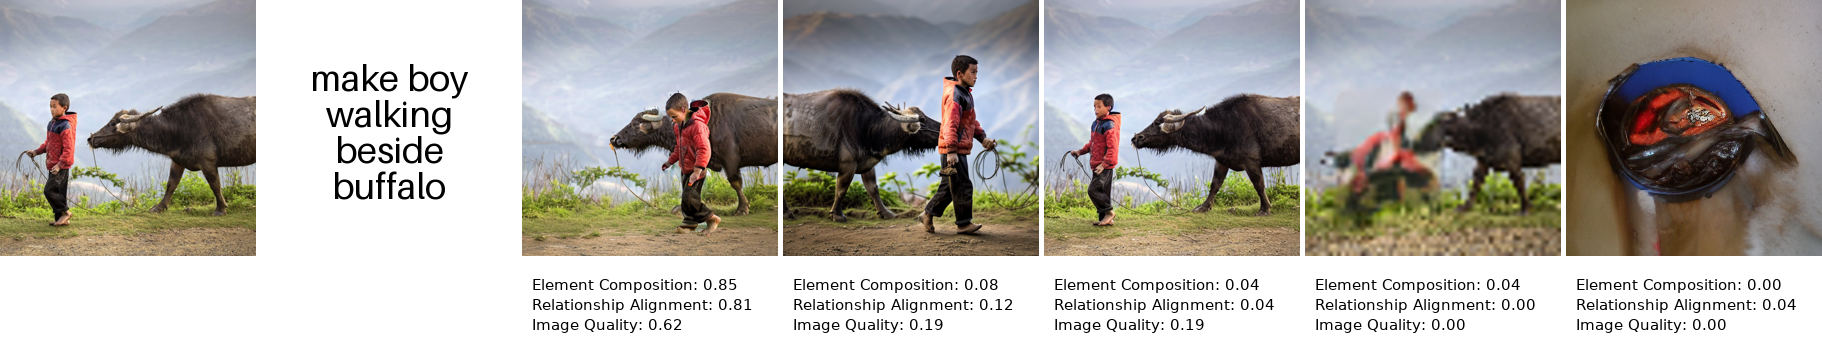 make boy
walking
beside
buffalo
Element Composition: 0.85
Relationship Alignment: 0.81
Image Quality: 0.62
Element Composition: 0.08
Relationship Alignment: 0.12
Image Quality: 0.19
Element Composition: 0.04
Relationship Alignment: 0.04
Image Quality: 0.19
Element Composition: 0.04
Relationship Alignment: 0.00
Image Quality: 0.00
Element Composition: 0.00
Relationship Alignment: 0.04
Image Quality: 0.00